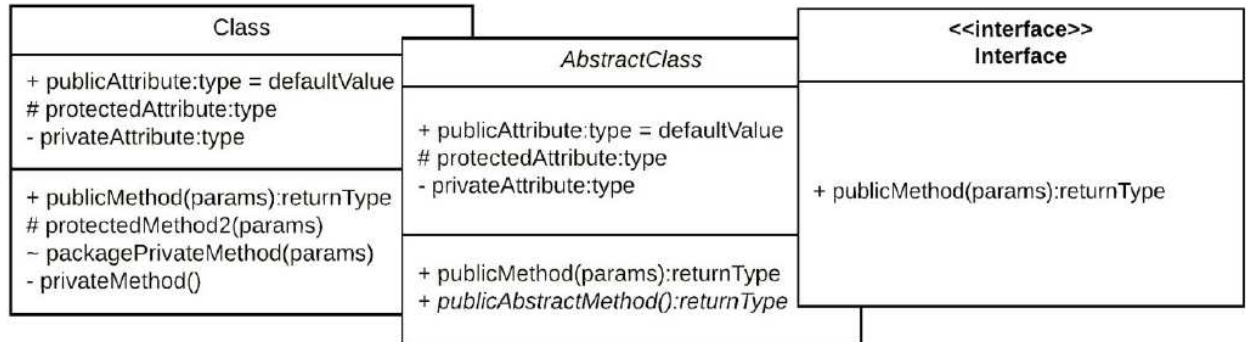 Class
+ publicAttribute:type = defaultValue
# protectedAttribute:type
- privateAttribute:type
+ publicMethod(params):returnType
# protectedMethod2(params)
~ packagePrivateMethod(params)
- privateMethod()
AbstractClass
+ publicAttribute:type = defaultValue
# protectedAttribute:type
- privateAttribute:type
+ publicMethod(params):returnType
+ publicAbstractMethod():returnType
<<interface>>
Interface
+ publicMethod(params):returnType